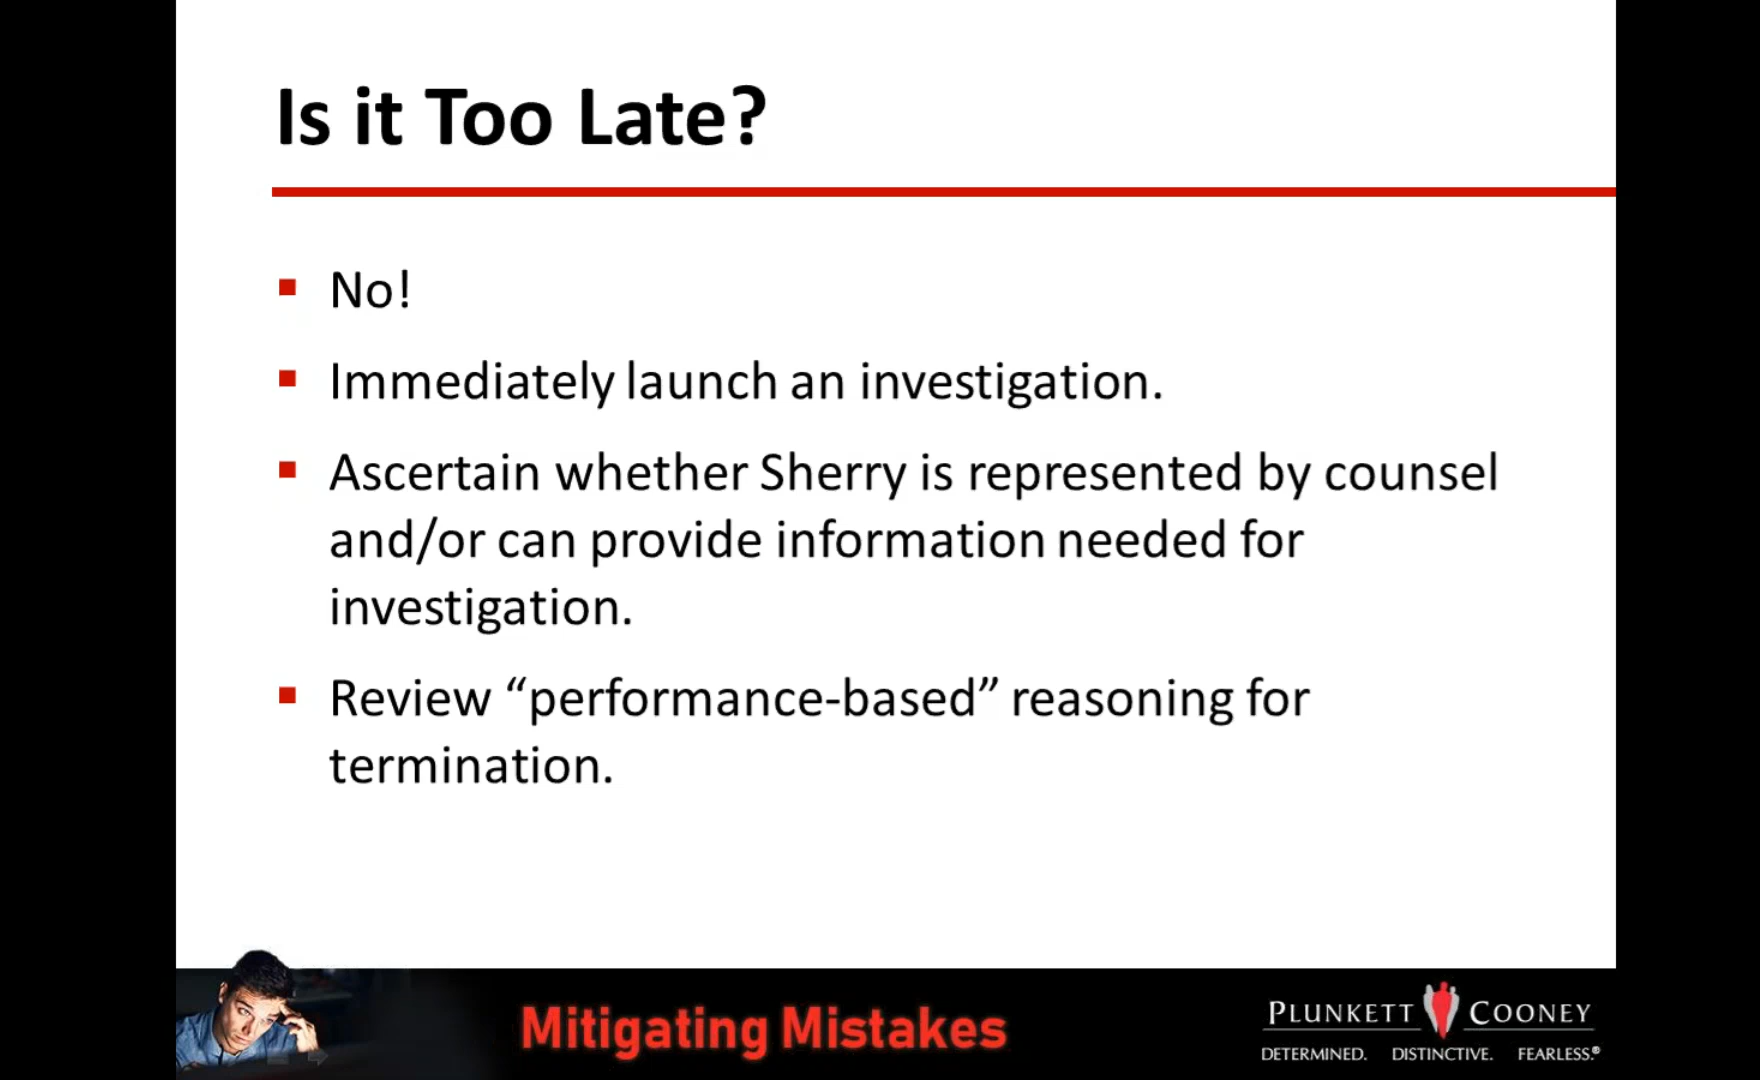 Is it Too Late?
No!
Immediately launch an investigation.
Ascertain whether Sherry is represented by counsel
and/or can provide information needed for
investigation.
Review “performance-based” reasoning for
termination.
Mitigating Mistakes
PLUNKETT COONEY
DETERMINED. DISTINCTIVE. FEARLESS.®